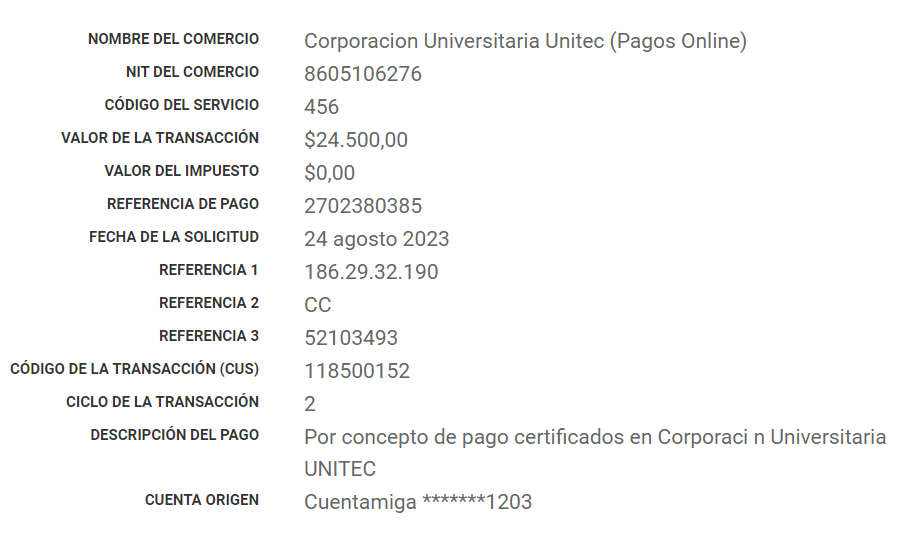 NOMBRE DEL COMERCIO Corporacion Universitaria Unitec (Pagos Online)
NIT DEL COMERCIO 8605106276
CÓDIGO DEL SERVICIO 456
VALOR DE LA TRANSACCIÓN $24.500,00
VALOR DEL IMPUESTO $0,00
REFERENCIA DE PAGO 2702380385
FECHA DE LA SOLICITUD 24 agosto 2023
REFERENCIA 1 186.29.32.190
REFERENCIA 2 CC
REFERENCIA 3 52103493
CÓDIGO DE LA TRANSACCIÓN (CUS) 118500152
CICLO DE LA TRANSACCIÓN 2
DESCRIPCIÓN DEL PAGO Por concepto de pago certificados en Corporaci n Universitaria
UNITEC
CUENTA ORIGEN Cuentamiga *******1203